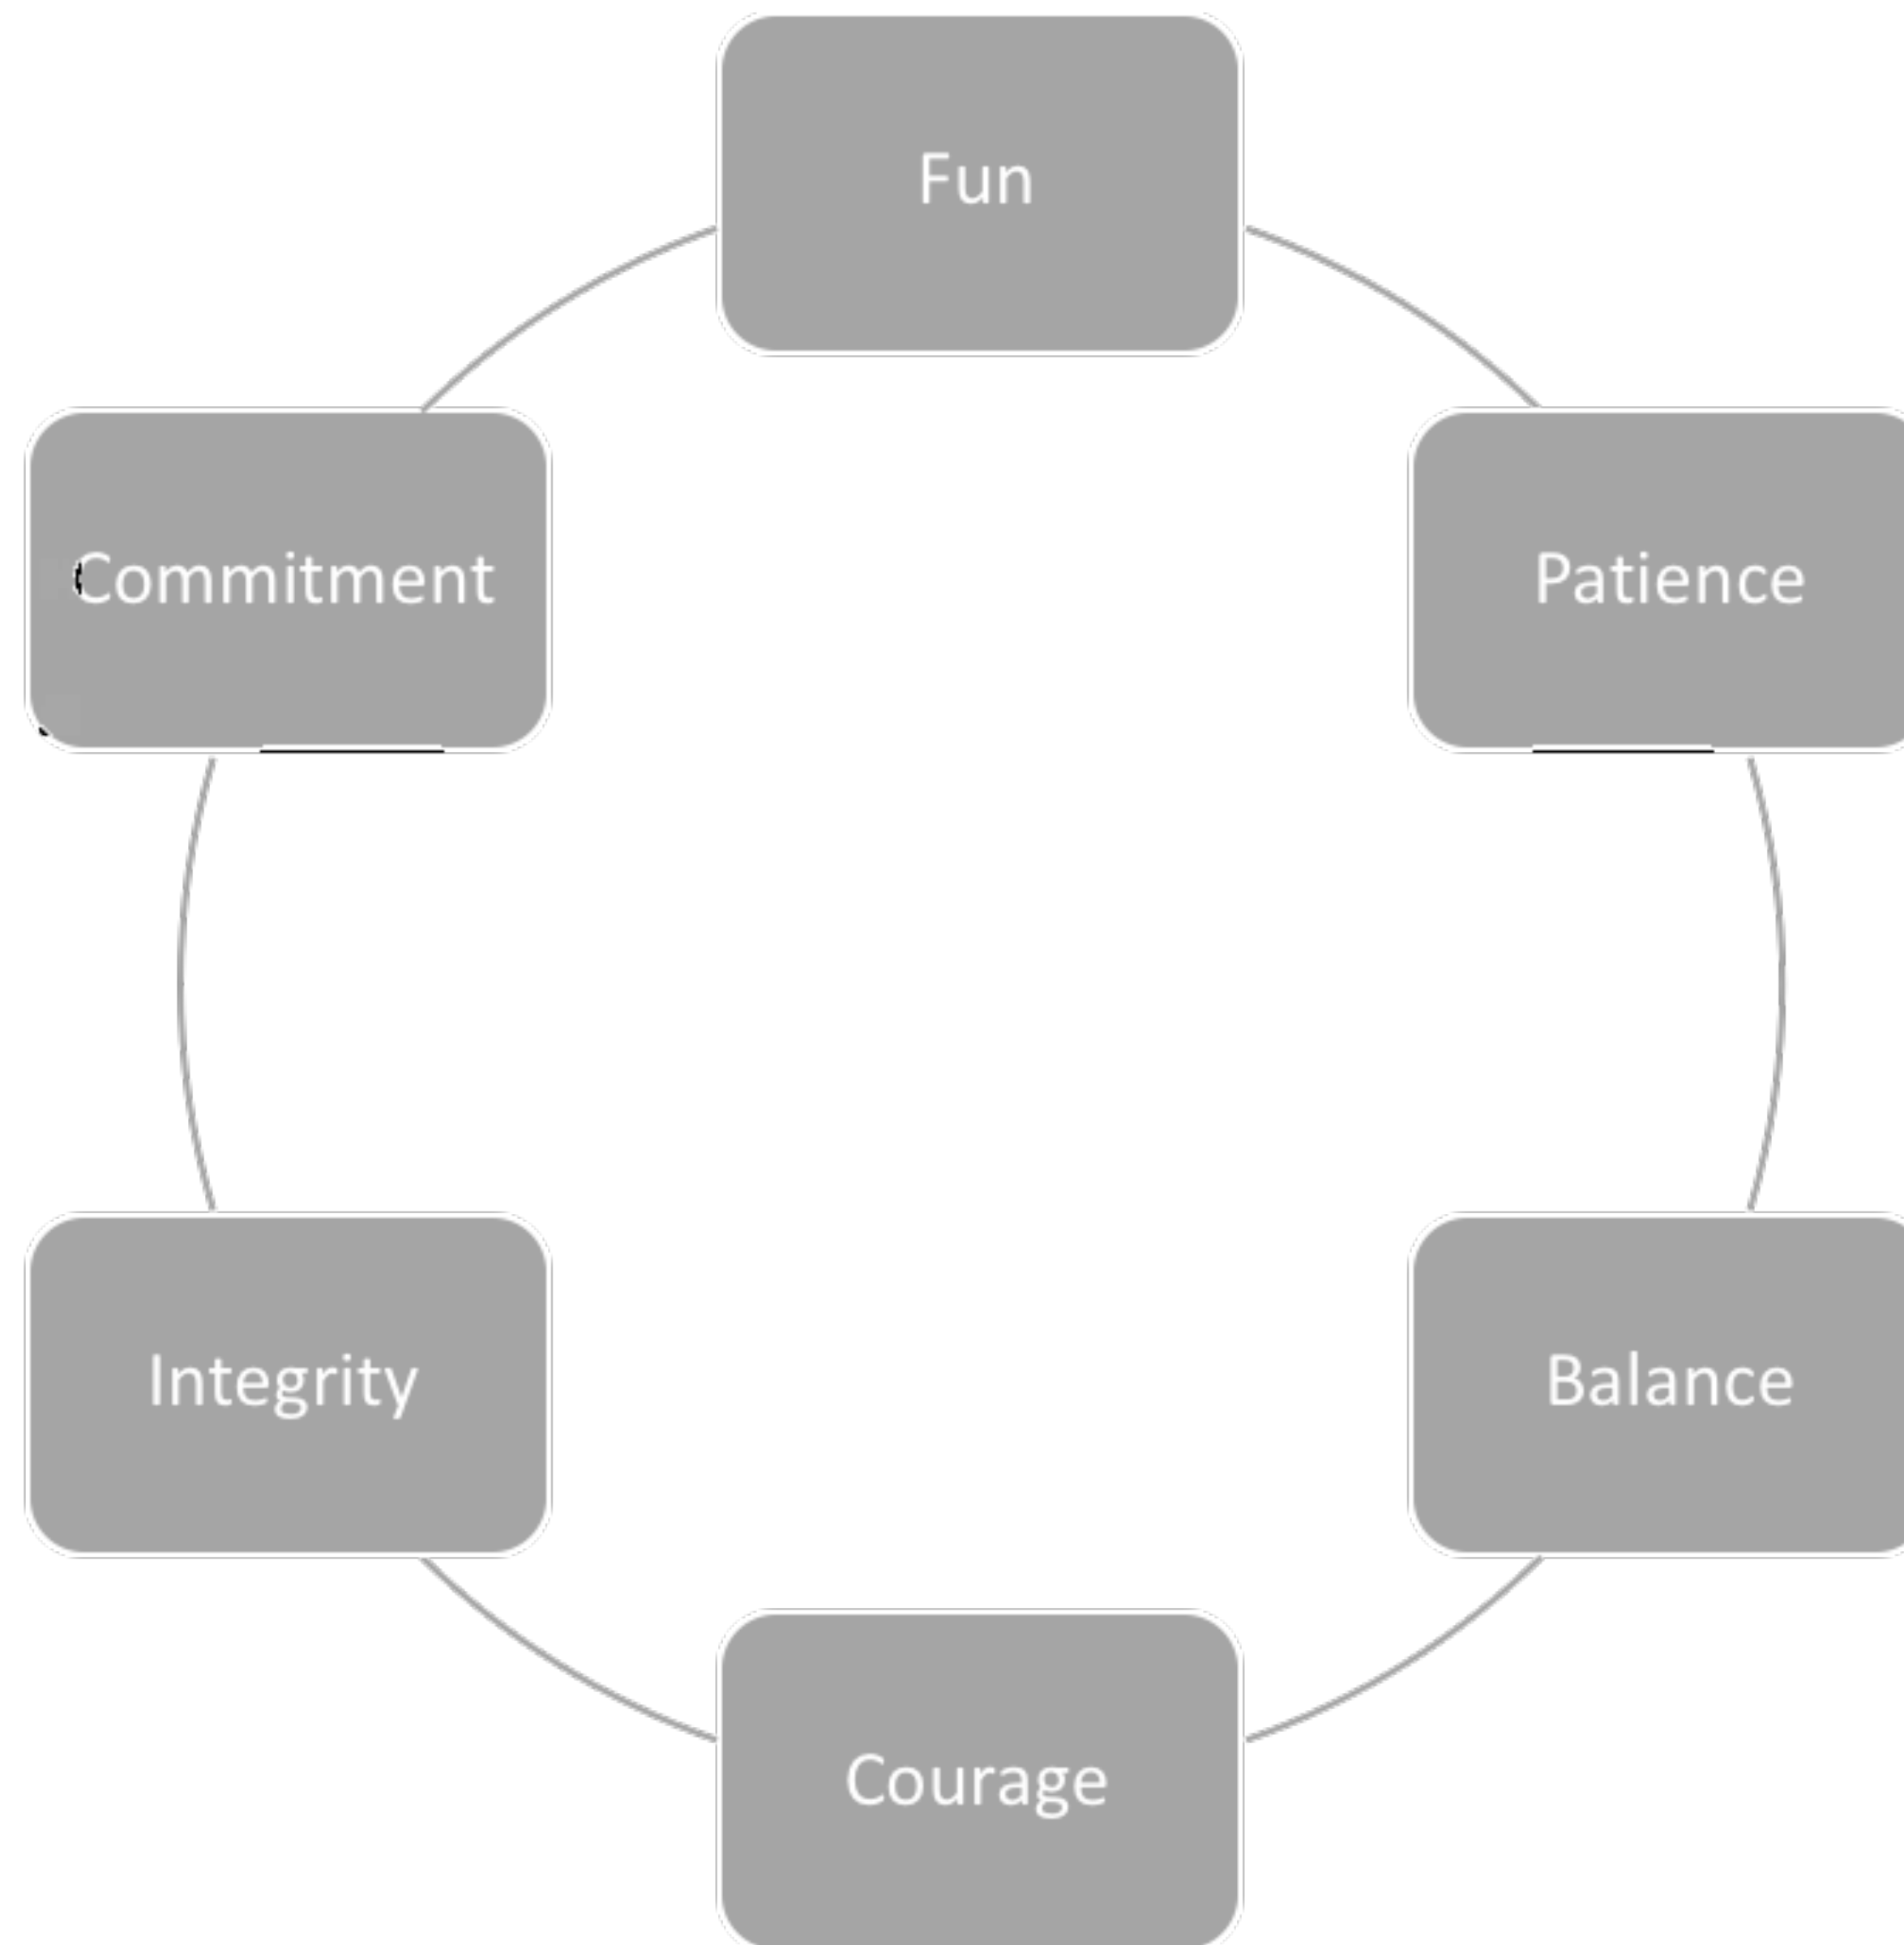 Fun
Commitment
Patience
Integrity
Balance
Courage